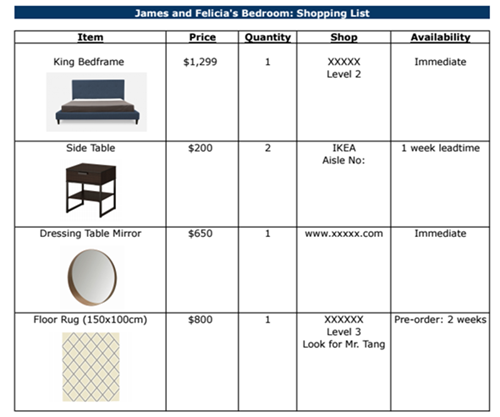 James and Felicia's Bedroom: Shopping List
Item Price Quantity Shop Availability
King Bedframe $1,299 1 XXXXX Immediate
Level 2
Side Table $200 2 IKEA 1 week leadtime
Aisle No:
Dressing Table Mirror $650 1 www.xxxxx.com Immediate
Floor Rug (150x100cm) $800 1 XXXXXX Pre-order: 2 weeks
Level 3
Look for Mr. Tang